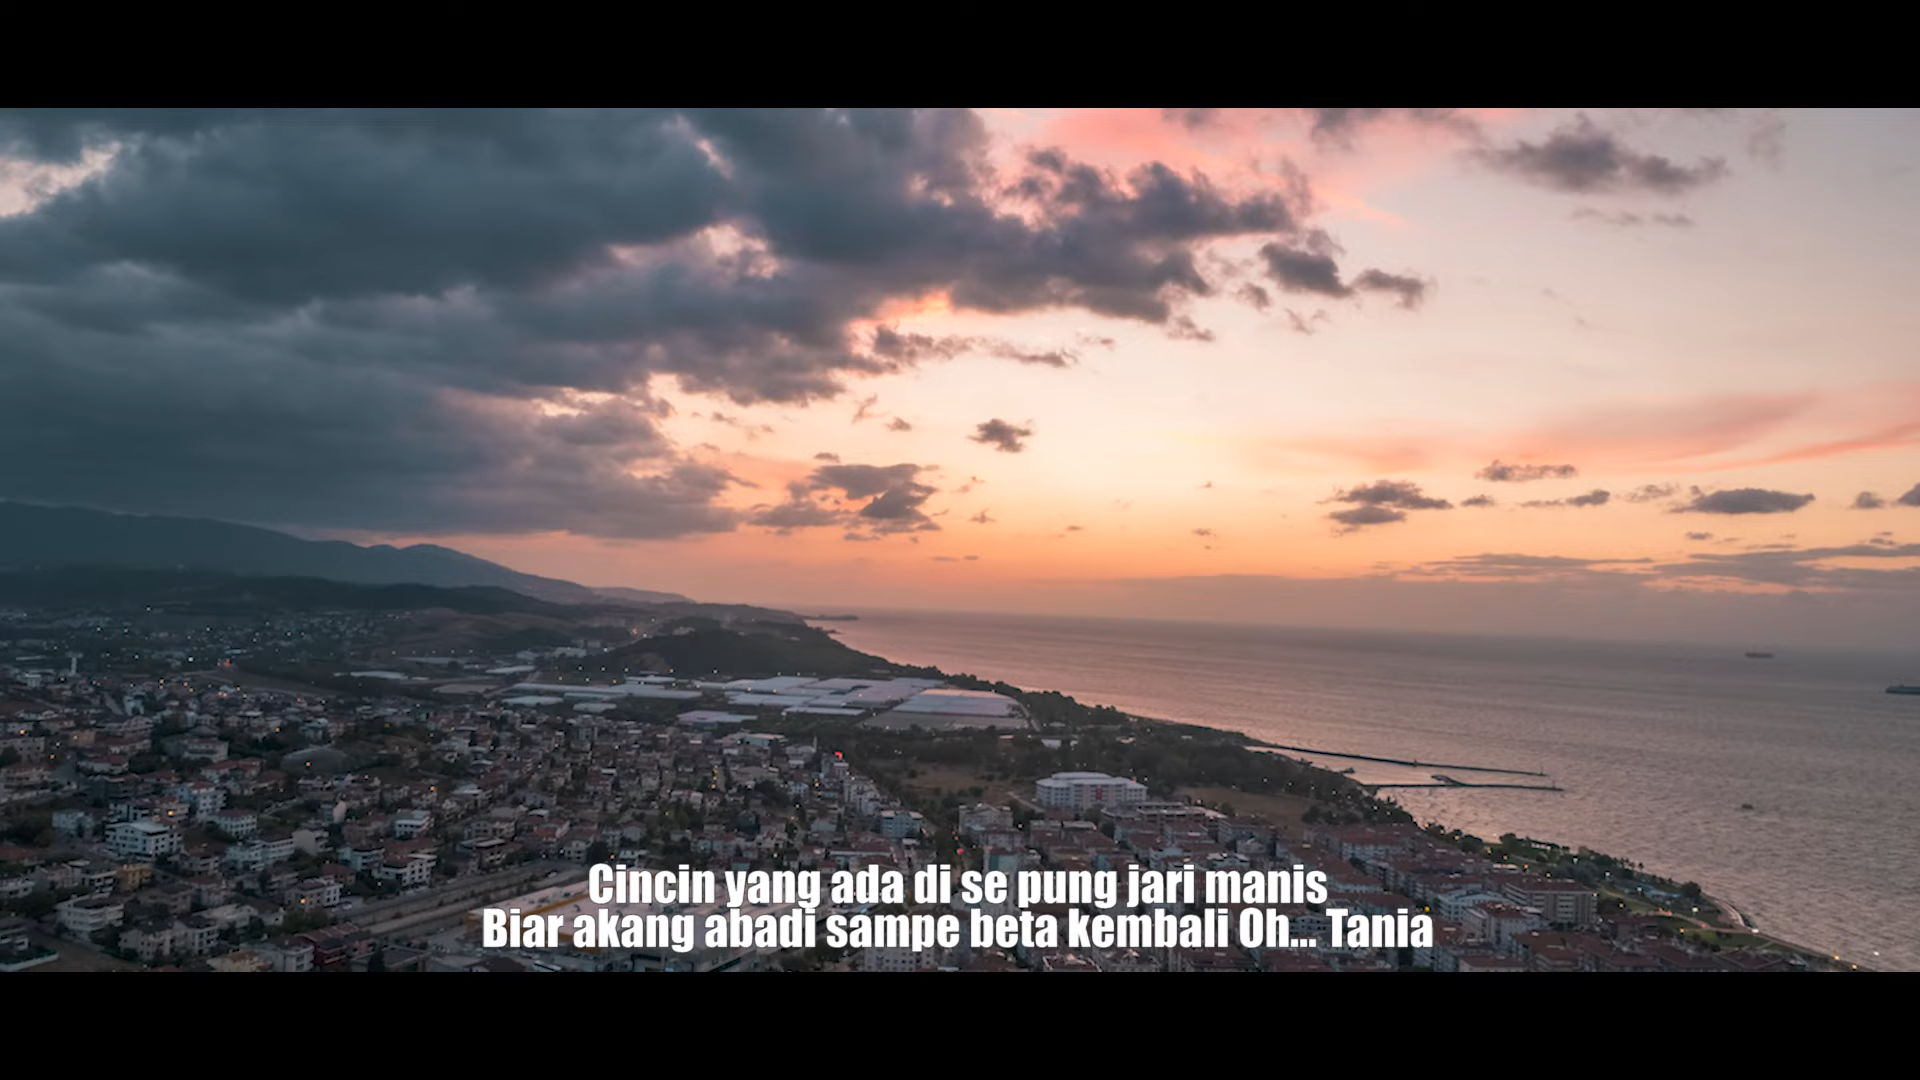 Cincin yang ada di se pung jari manis
Biar akang abadi sampe beta kembali Oh... Tania